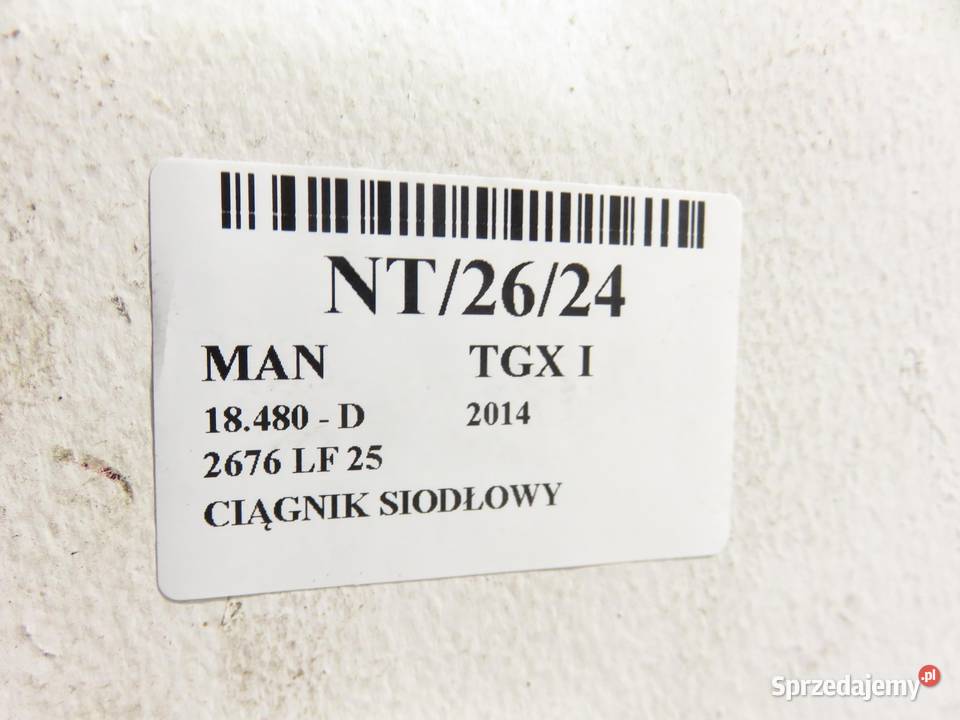 NT/26/24
MAN TGX I
18.480 - D 2014
2676 LF 25
CIĄGNIK SIODŁOWY
Sprzedajemy.pl